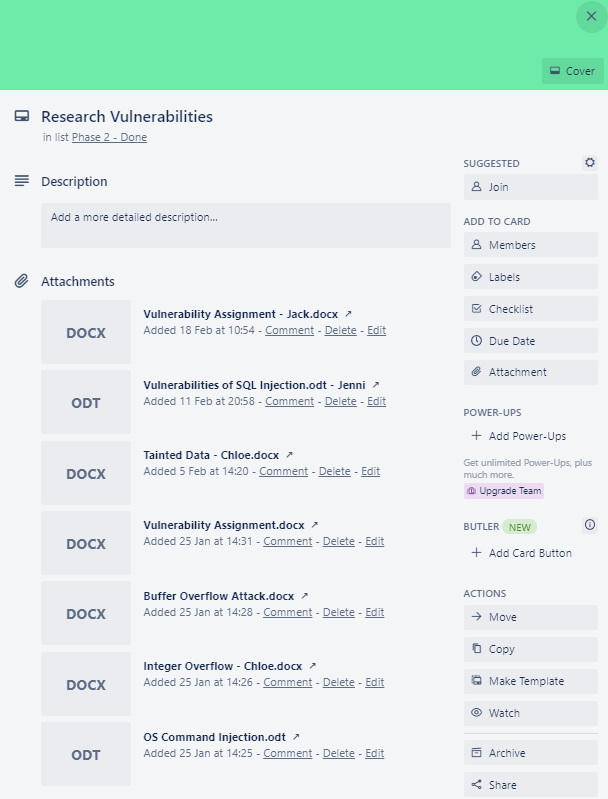 Cover
Research Vulnerabilities
in list Phase 2 - Done
Description
Add a more detailed description...
Attachments
DOCX
Vulnerability Assignment - Jack.docx ↗
Added 18 Feb at 10:54 - Comment - Delete - Edit
ODT
Vulnerabilities of SQL Injection.odt - Jenni ↗
Added 11 Feb at 20:58 - Comment - Delete - Edit
DOCX
Tainted Data - Chloe.docx ↗
Added 5 Feb at 14:20 - Comment - Delete - Edit
DOCX
Vulnerability Assignment.docx ↗
Added 25 Jan at 14:31 - Comment - Delete - Edit
DOCX
Buffer Overflow Attack.docx ↗
Added 25 Jan at 14:28 - Comment - Delete - Edit
DOCX
Integer Overflow - Chloe.docx ↗
Added 25 Jan at 14:26 - Comment - Delete - Edit
ODT
OS Command Injection.odt ↗
Added 25 Jan at 14:25 - Comment - Delete - Edit
SUGGESTED
Join
ADD TO CARD
Members
Labels
Checklist
Due Date
Attachment
POWER-UPS
+ Add Power-Ups
Get unlimited Power-Ups, plus
much more.
Upgrade Team
BUTLER NEW
+ Add Card Button
ACTIONS
Move
Copy
Make Template
Watch
Archive
Share